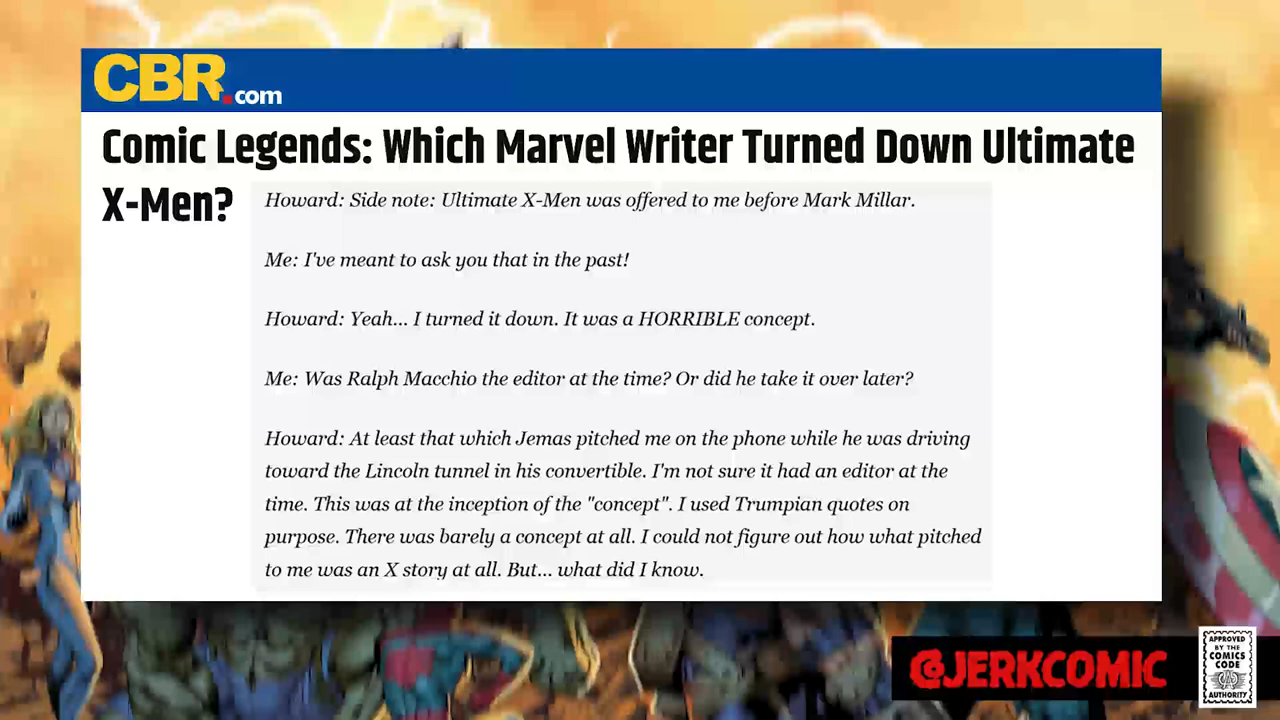 CBR.com
Comic Legends: Which Marvel Writer Turned Down Ultimate
X-Men?
Howard: Side note: Ultimate X-Men was offered to me before Mark Millar.
Me: I've meant to ask you that in the past!
Howard: Yeah... I turned it down. It was a HORRIBLE concept.
Me: Was Ralph Macchio the editor at the time? Or did he take it over later?
Howard: At least that which Jemas pitched me on the phone while he was driving
toward the Lincoln tunnel in his convertible. I'm not sure it had an editor at the
time. This was at the inception of the "concept". I used Trumpian quotes on
purpose. There was barely a concept at all. I could not figure out how what pitched
to me was an X story at all. But... what did I know.
@JERKCOMIC
APPROVED
BY THE
COMICS
CODE
AUTHORITY